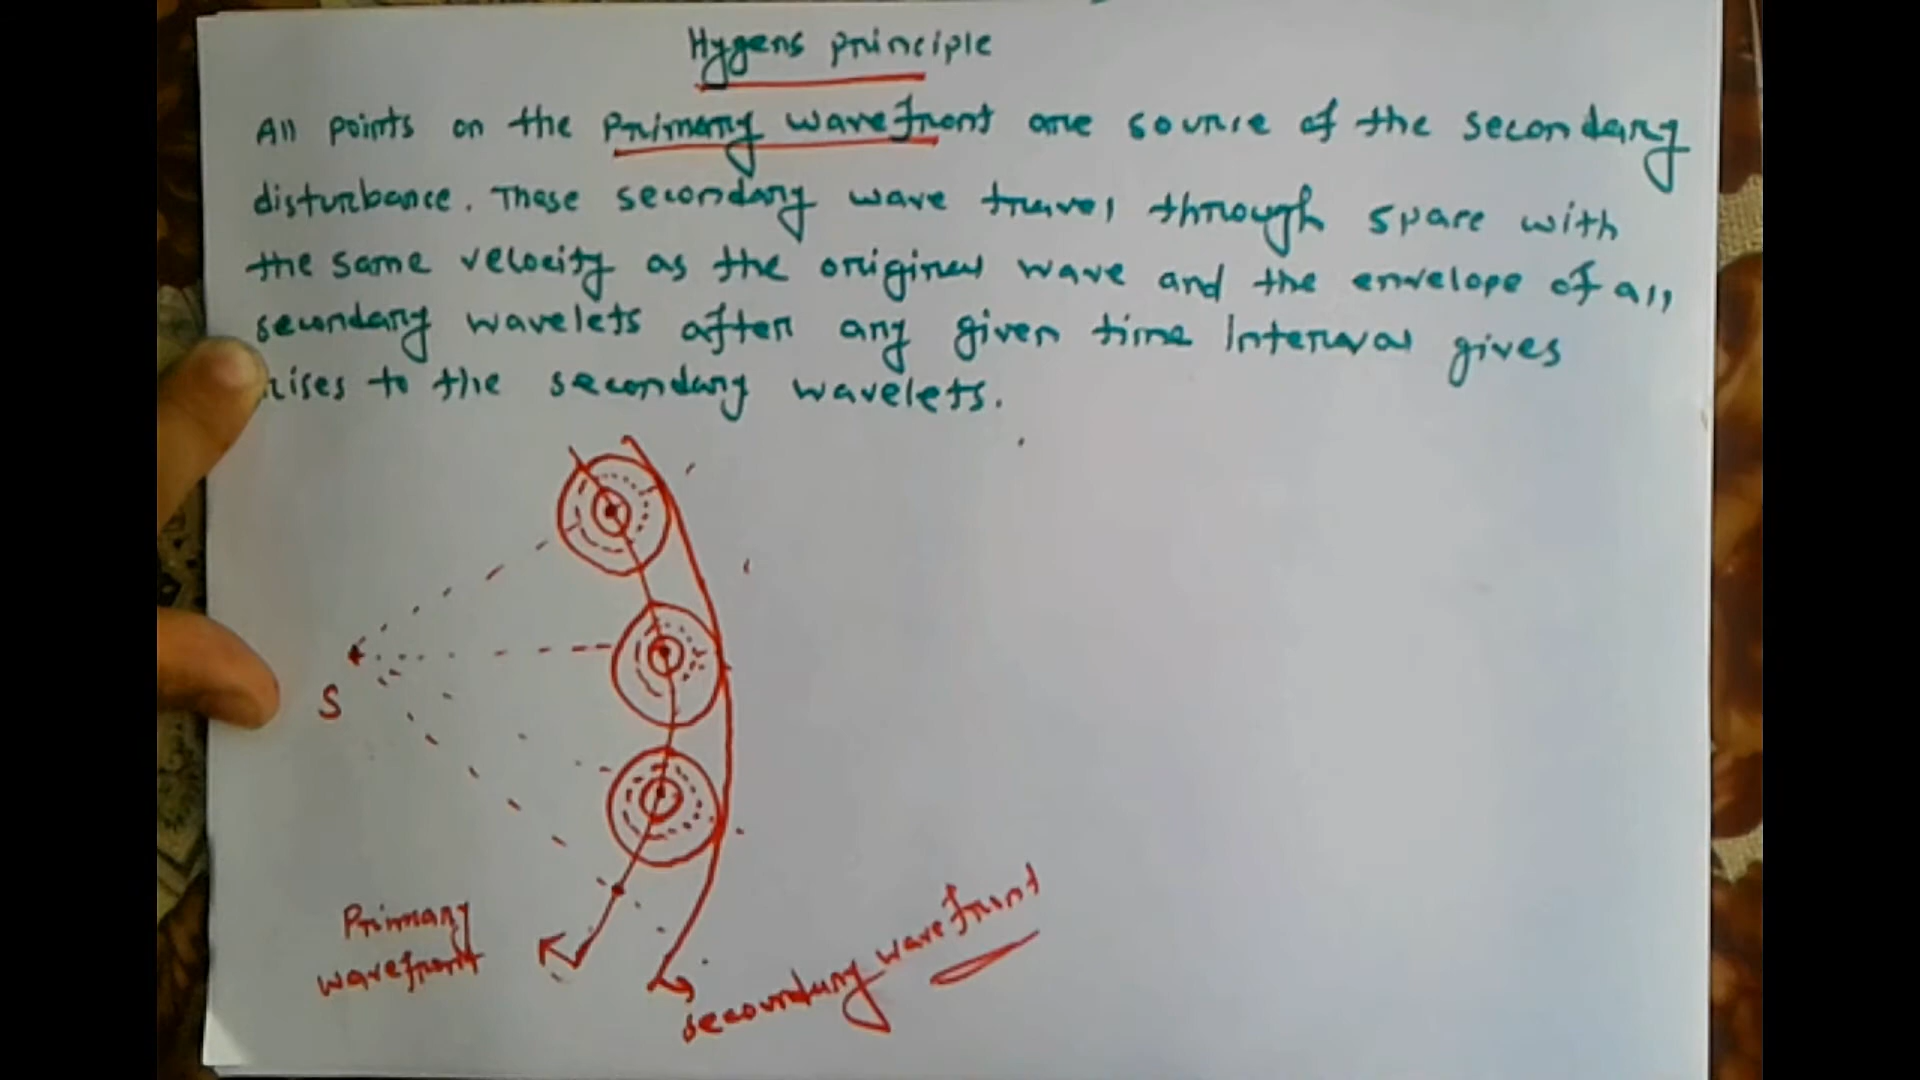 Hygens principle
All points on the primary wavefront are source of the secondary
disturbance. These secondary wave travel through space with
the same velocity as the original wave and the envelope of all
secondary wavelets after any given time interval gives
rises to the secondary wavelets.
S
Primary
wavefront
secoundary wavefront